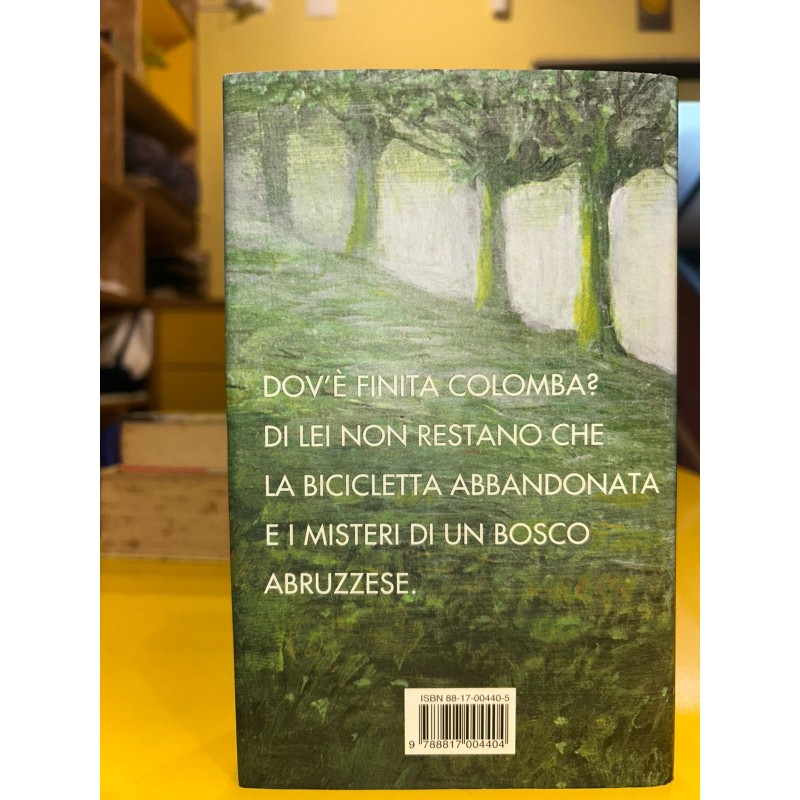 DOV'È FINITA COLOMBA?
DI LEI NON RESTANO CHE
LA BICICLETTA ABBANDONATA
E I MISTERI DI UN BOSCO
ABRUZZESE.
ISBN 88-17-00440-5
9 788817 004404